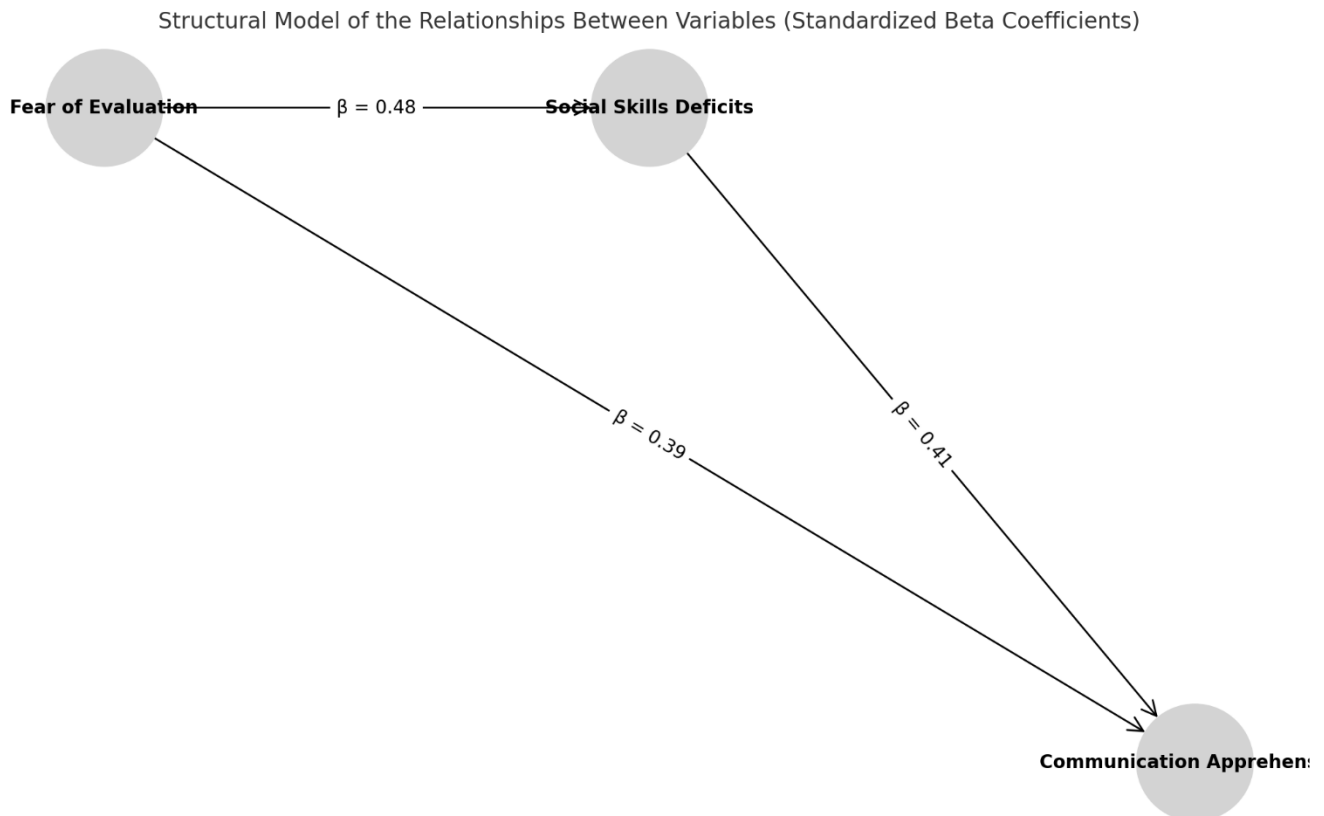 Structural Model of the Relationships Between Variables (Standardized Beta Coefficients)
Fear of Evaluation
β = 0.48
Social Skills Deficits
β = 0.39
β = 0.41
Communication Apprehens